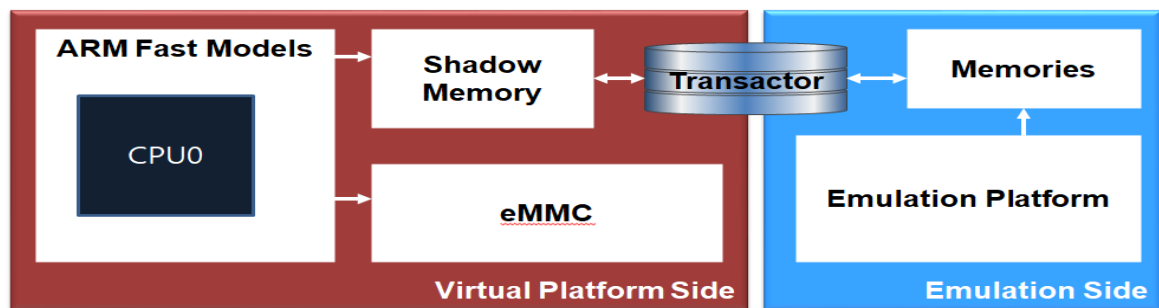 ARM Fast Models
CPU0
Shadow
Memory
eMMC
Virtual Platform Side
Transactor
Memories
Emulation Platform
Emulation Side